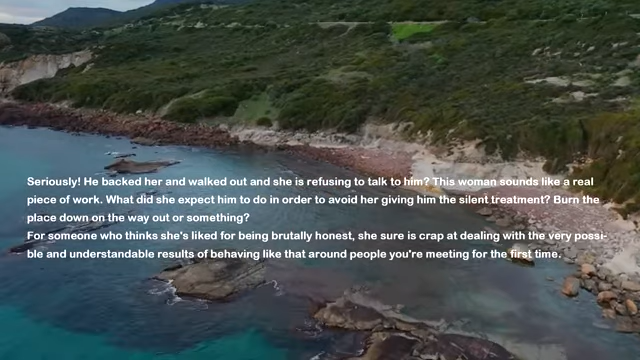 Seriously! He backed her and walked out and she is refusing to talk to him? This woman sounds like a real
piece of work. What did she expect him to do in order to avoid her giving him the silent treatment? Burn the
place down on the way out or something?
For someone who thinks she's liked for being brutally honest, she sure is crap at dealing with the very possi-
ble and understandable results of behaving like that around people you're meeting for the first time.